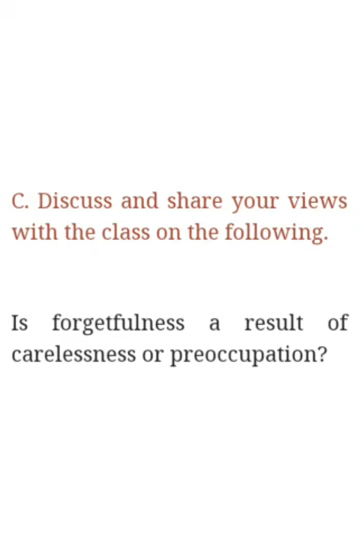 C. Discuss and share your views
with the class on the following.
Is forgetfulness a result of
carelessness or preoccupation?